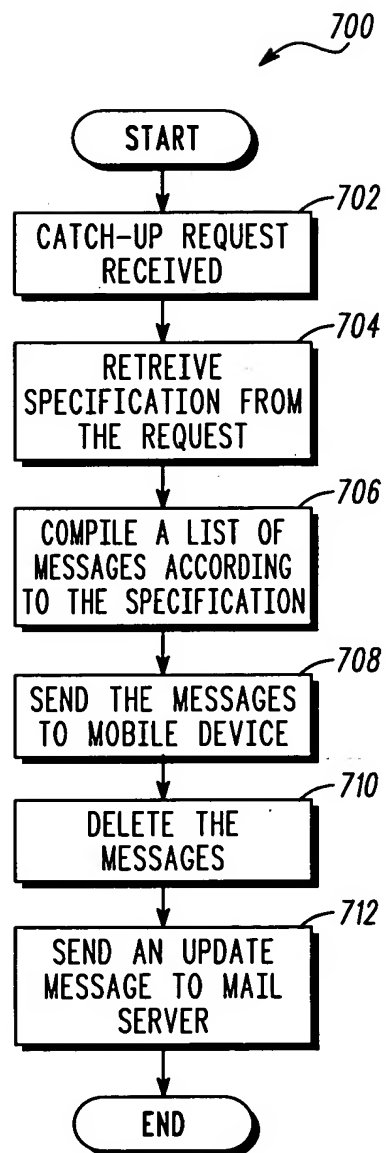 700
START
702
CATCH-UP REQUEST
RECEIVED
704
RETREIVE
SPECIFICATION FROM
THE REQUEST
706
COMPILE A LIST OF
MESSAGES ACCORDING
TO THE SPECIFICATION
708
SEND THE MESSAGES
TO MOBILE DEVICE
710
DELETE THE
MESSAGES
712
SEND AN UPDATE
MESSAGE TO MAIL
SERVER
END